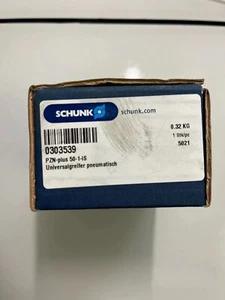 SCHUNK
schunk.com
0.32 KG
1 Stk/pc
5021
0303539
PZN-plus 50-1-IS
Universalgreifer pneumatisch